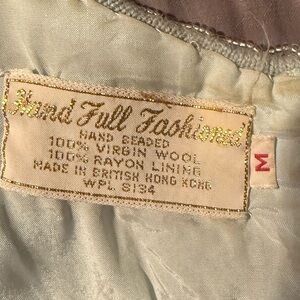 Hand Full Fashioned
HAND BEADED
100% VIRGIN WOOL
100% RAYON LINING
MADE IN BRITISH HONG KONG
WPL 8134
M